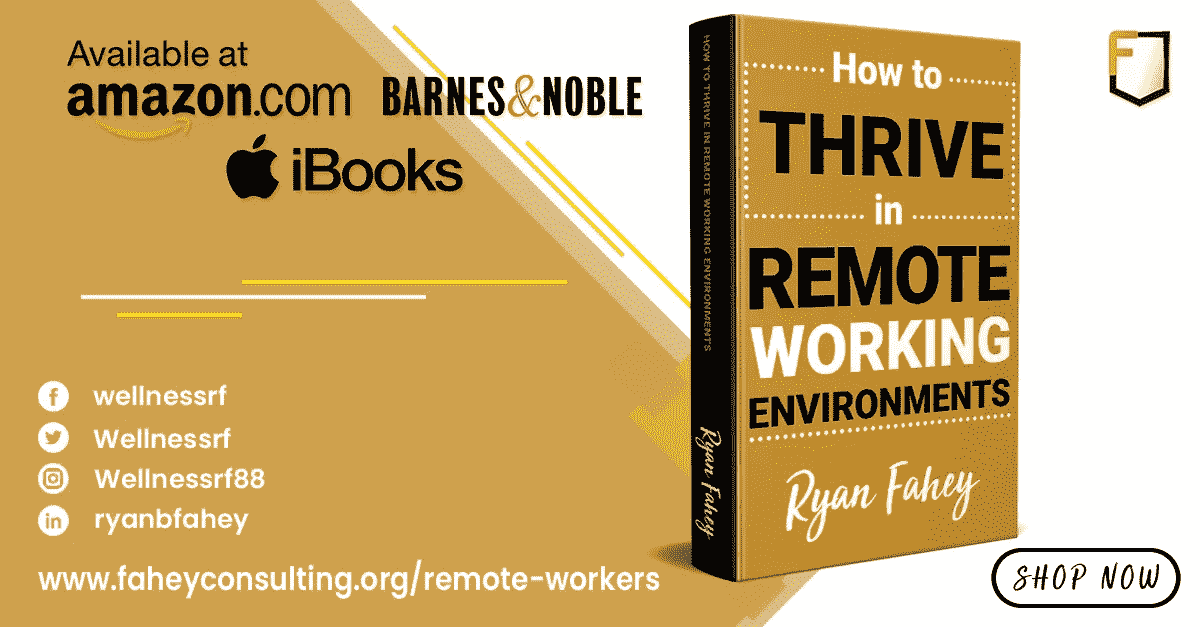 Available at
amazon.com BARNES&NOBLE
iBooks
wellnessrf
Wellnessrf
Wellnessrf88
ryanbfahey
www.faheyconsulting.org/remote-workers
HOW TO THRIVE IN REMOTE WORKING ENVIRONMENTS
Ryan Fahey
How to
THRIVE
in
REMOTE
WORKING
ENVIRONMENTS
Ryan Fahey
F
SHOP NOW